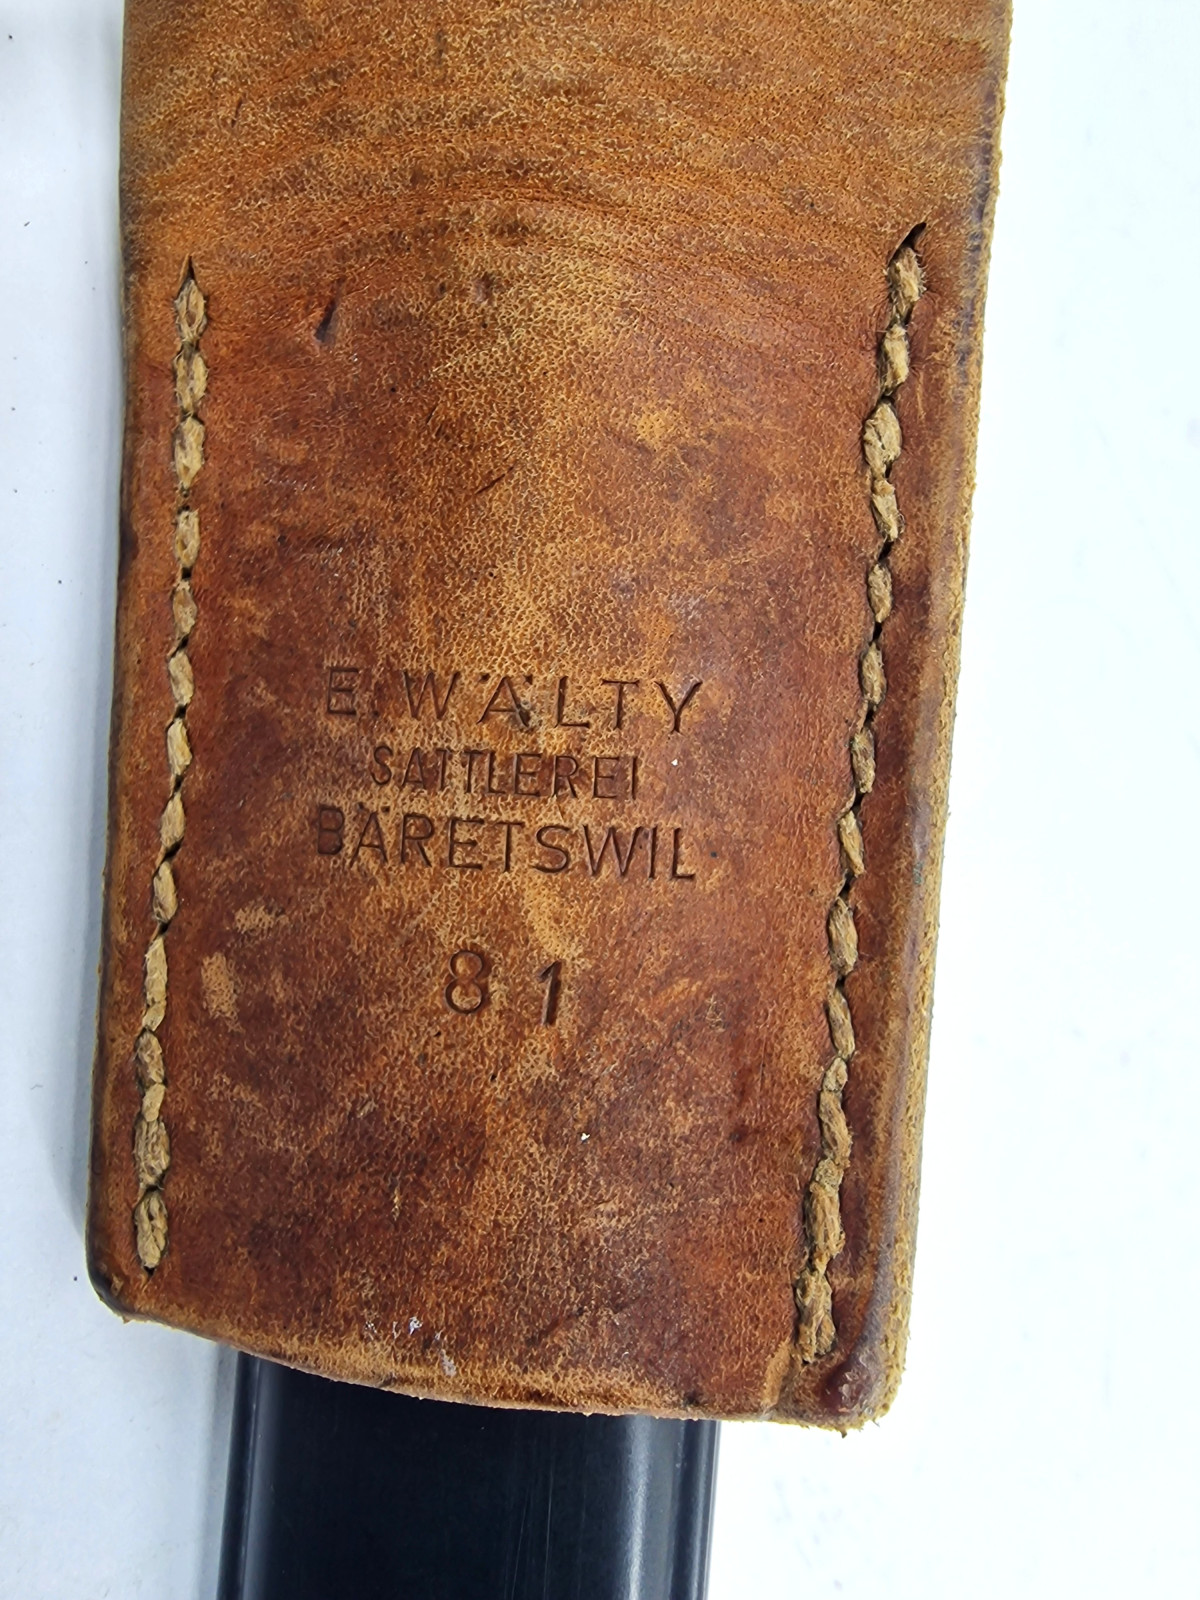 E. WÄLTY
SATTLEREI
BÄRETSWIL
81